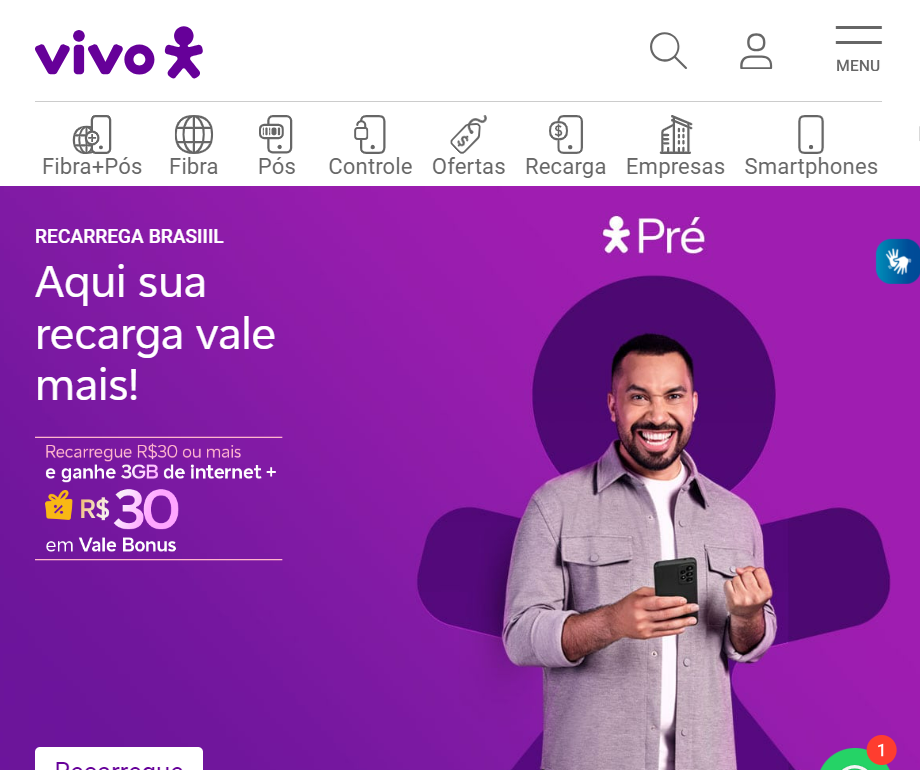 vivo
MENU
Fibra+Pós
Fibra
Pós
Controle
Ofertas
Recarga
Empresas
Smartphones
RECARREGA BRASIIIL
Aqui sua
recarga vale
mais!
Recarregue R$30 ou mais
e ganhe 3GB de internet +
R$ 30
em Vale Bonus
Pré
Recarregue
1